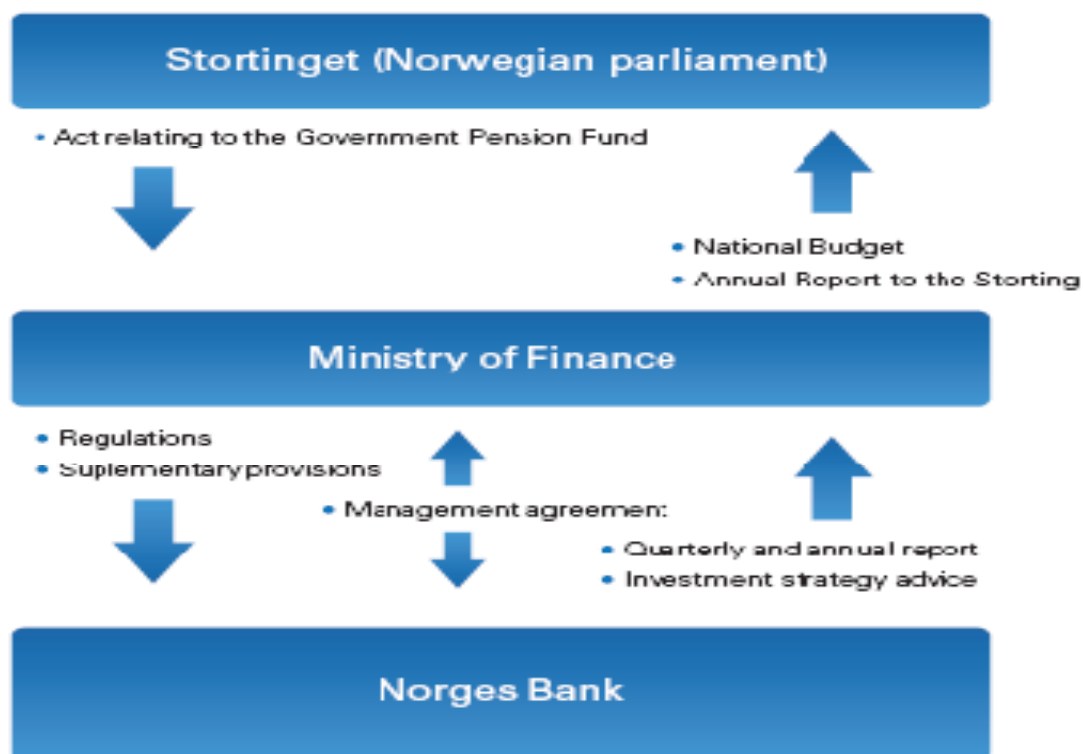 Stortinget (Norwegian parliament)
• Act relating to the Government Pension Fund
• National Budget
• Annual Report to the Storting
Ministry of Finance
• Regulations
• Suplementary provisions
• Management agreement
• Quarterly and annual report
• Investment strategy advice
Norges Bank